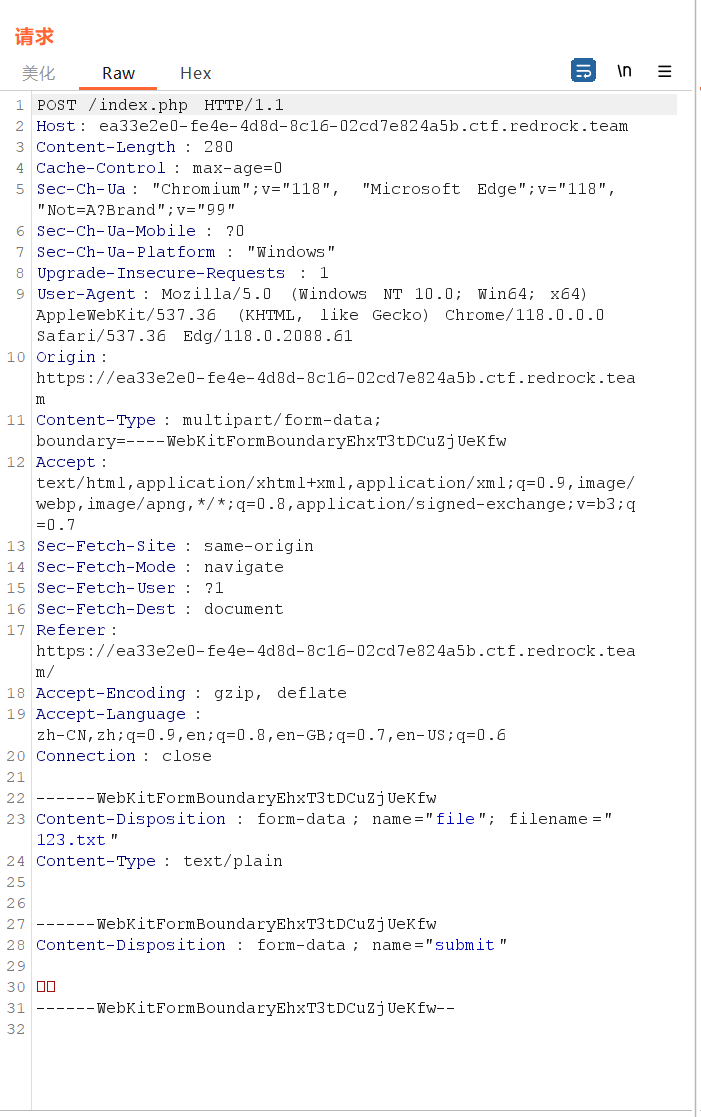 请求
美化 Raw Hex
\n
1 POST /index.php HTTP/1.1
2 Host: ea33e2e0-fe4e-4d8d-8c16-02cd7e824a5b.ctf.redrock.team
3 Content-Length : 280
4 Cache-Control : max-age=0
5 Sec-Ch-Ua : "Chromium";v="118", "Microsoft Edge";v="118",
"Not=A?Brand";v="99"
6 Sec-Ch-Ua-Mobile : ?0
7 Sec-Ch-Ua-Platform : "Windows"
8 Upgrade-Insecure-Requests : 1
9 User-Agent : Mozilla/5.0 (Windows NT 10.0; Win64; x64)
AppleWebKit/537.36 (KHTML, like Gecko) Chrome/118.0.0.0
Safari/537.36 Edg/118.0.2088.61
10 Origin :
https://ea33e2e0-fe4e-4d8d-8c16-02cd7e824a5b.ctf.redrock.tea
m
11 Content-Type : multipart/form-data;
boundary=----WebKitFormBoundaryEhxT3tDCuZjUeKfw
12 Accept :
text/html,application/xhtml+xml,application/xml;q=0.9,image/
webp,image/apng,*/*;q=0.8,application/signed-exchange;v=b3;q
=0.7
13 Sec-Fetch-Site : same-origin
14 Sec-Fetch-Mode : navigate
15 Sec-Fetch-User : ?1
16 Sec-Fetch-Dest : document
17 Referer :
https://ea33e2e0-fe4e-4d8d-8c16-02cd7e824a5b.ctf.redrock.tea
m/
18 Accept-Encoding : gzip, deflate
19 Accept-Language :
zh-CN,zh;q=0.9,en;q=0.8,en-GB;q=0.7,en-US;q=0.6
20 Connection : close
21
22 ------WebKitFormBoundaryEhxT3tDCuZjUeKfw
23 Content-Disposition : form-data ; name="file"; filename ="
123.txt "
24 Content-Type : text/plain
25
26
27 ------WebKitFormBoundaryEhxT3tDCuZjUeKfw
28 Content-Disposition : form-data ; name="submit "
29
30 □□
31 ------WebKitFormBoundaryEhxT3tDCuZjUeKfw--
32